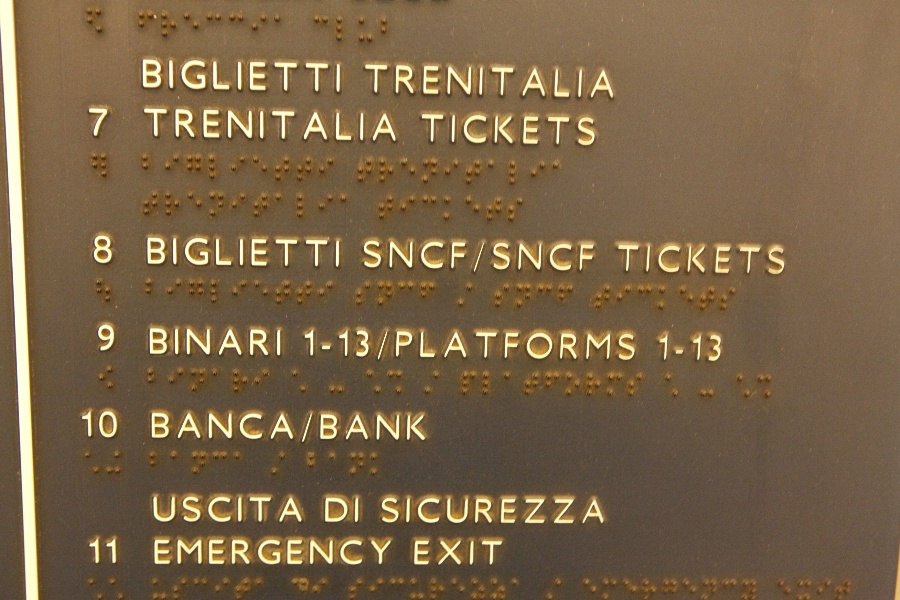 BIGLIETTI TRENITALIA
7 TRENITALIA TICKETS
8 BIGLIETTI SNCF/SNCF TICKETS
9 BINARI 1-13/PLATFORMS 1-13
10 BANCA/BANK
USCITA DI SICUREZZA
11 EMERGENCY EXIT